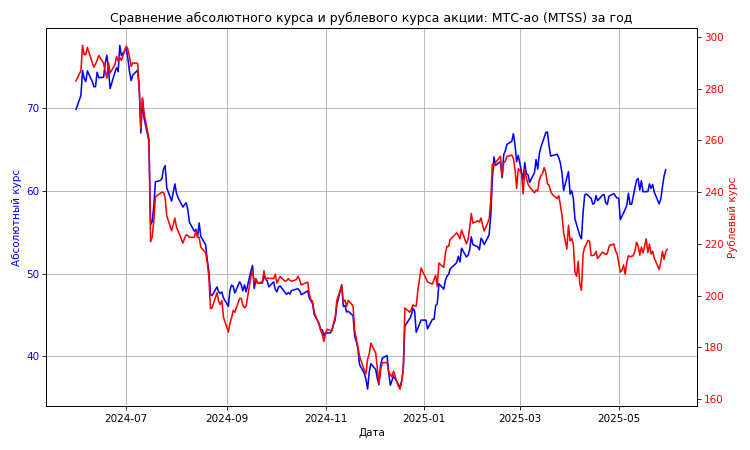 Сравнение абсолютного курса и рублевого курса акции: МТС-ао (MTSS) за год
300
280
70
260
60
240
Абсолютный курс
Рублевый курс
220
50
200
180
40
160
2024-07 2024-09 2024-11 2025-01 2025-03 2025-05
Дата